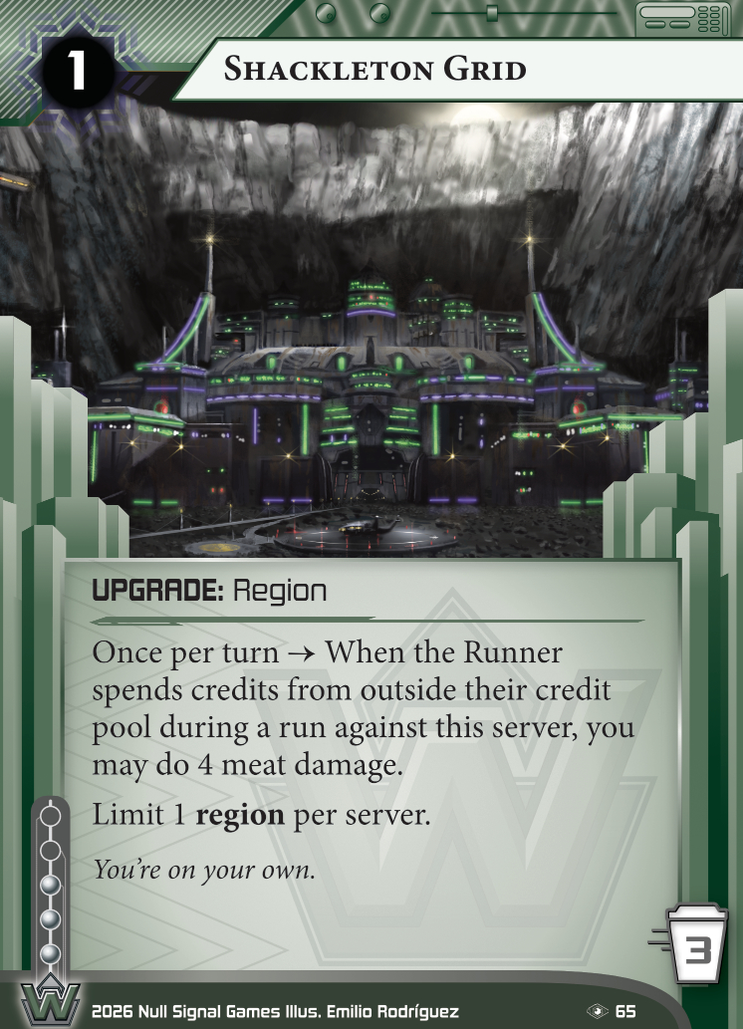 1
Shackleton Grid
UPGRADE: Region
Once per turn → When the Runner
spends credits from outside their credit
pool during a run against this server, you
may do 4 meat damage.
Limit 1 region per server.
You're on your own.
3
2026 Null Signal Games Illus. Emilio Rodríguez
65